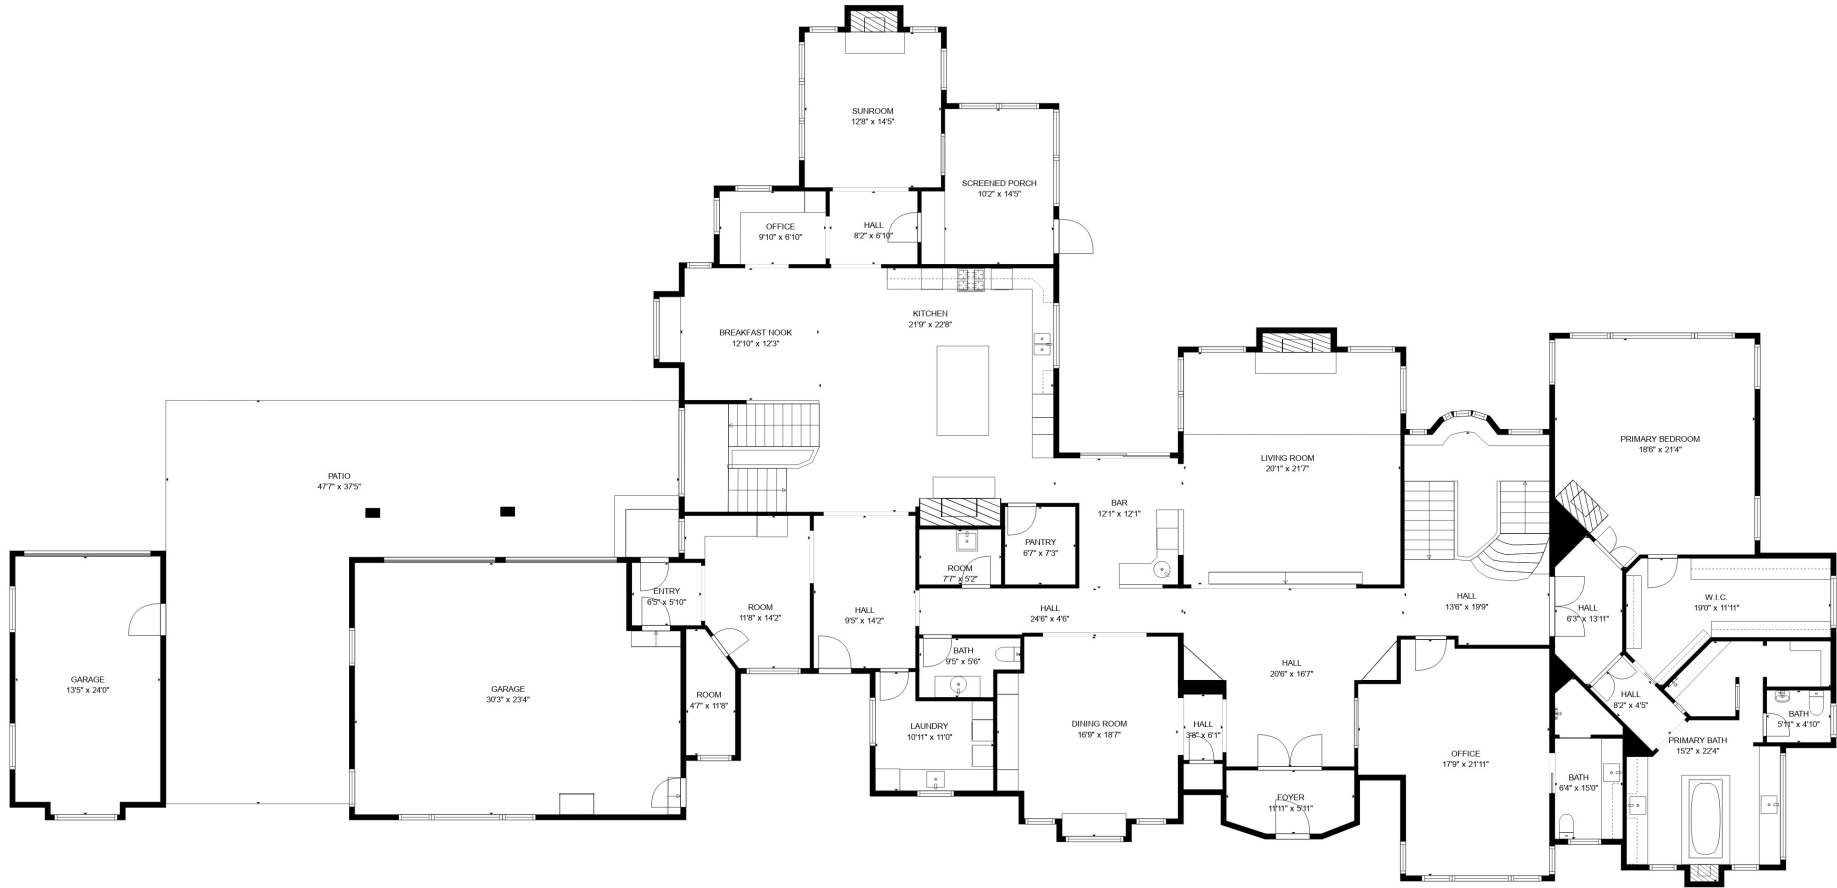 SUNROOM
12'8" x 14'5"
SCREENED PORCH
10'2" x 14'5"
OFFICE
9'10" x 6'10"
HALL
8'2" x 6'10"
BREAKFAST NOOK
12'10" x 12'3"
KITCHEN
21'9" x 22'8"
PATIO
47'7" x 37'5"
LIVING ROOM
20'1" x 21'7"
PRIMARY BEDROOM
18'6" x 21'4"
BAR
12'1" x 12'1"
PANTRY
6'7" x 7'3"
ROOM
7'7" x 5'2"
ENTRY
6'5" x 5'10"
ROOM
11'8" x 14'2"
HALL
9'5" x 14'2"
HALL
24'6" x 4'6"
HALL
13'6" x 19'9"
HALL
6'3" x 13'11"
W.I.C.
19'0" x 11'11"
BATH
9'5" x 5'6"
HALL
20'6" x 16'7"
GARAGE
13'5" x 24'0"
GARAGE
30'3" x 23'4"
ROOM
4'7" x 11'8"
HALL
8'2" x 4'5"
BATH
5'11" x 4'10"
LAUNDRY
10'11" x 11'0"
DINING ROOM
16'9" x 18'7"
HALL
3'8" x 6'1"
PRIMARY BATH
15'2" x 22'4"
OFFICE
17'9" x 21'11"
BATH
6'4" x 15'0"
FOYER
11'11" x 5'11"